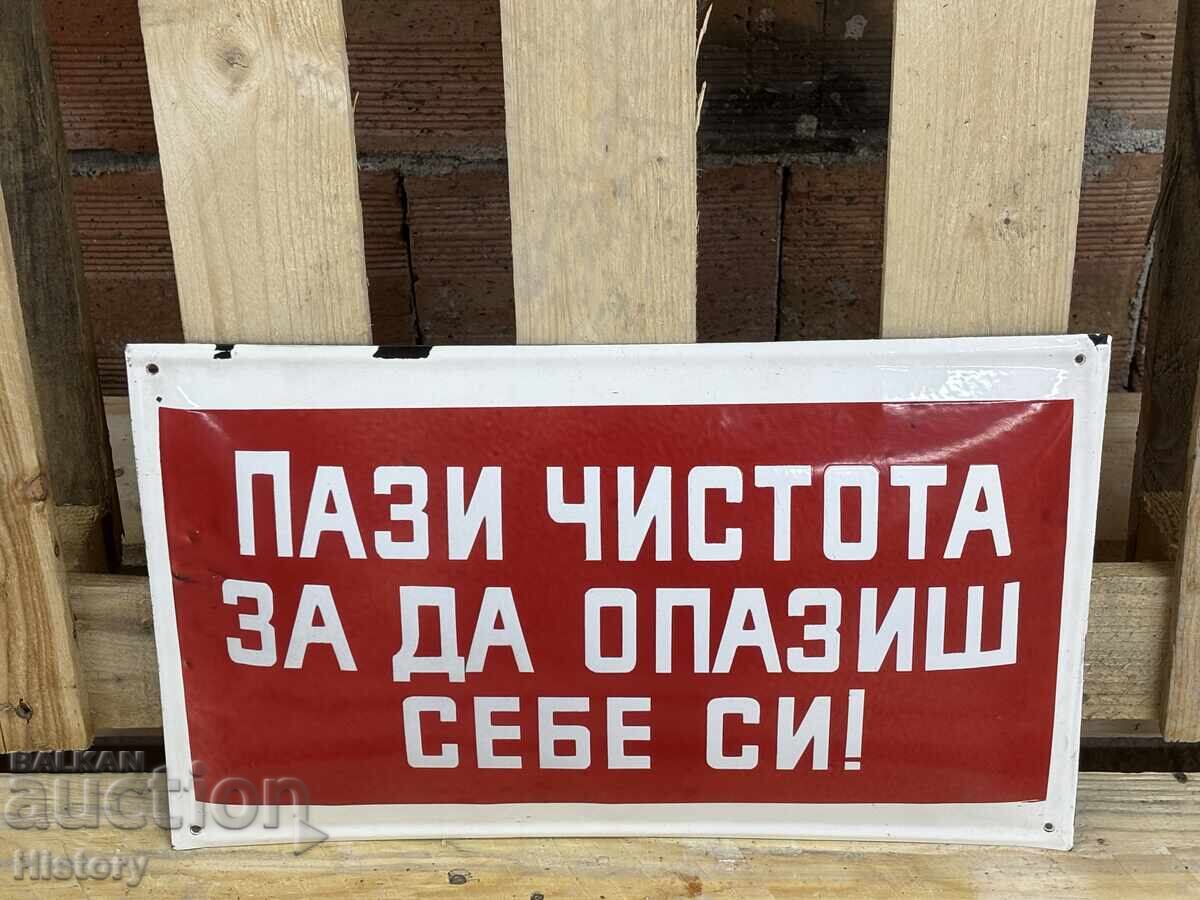 ПАЗИ ЧИСТОТА
ЗА ДА ОПАЗИШ
СЕБЕ СИ!
BALKAN
auction
History